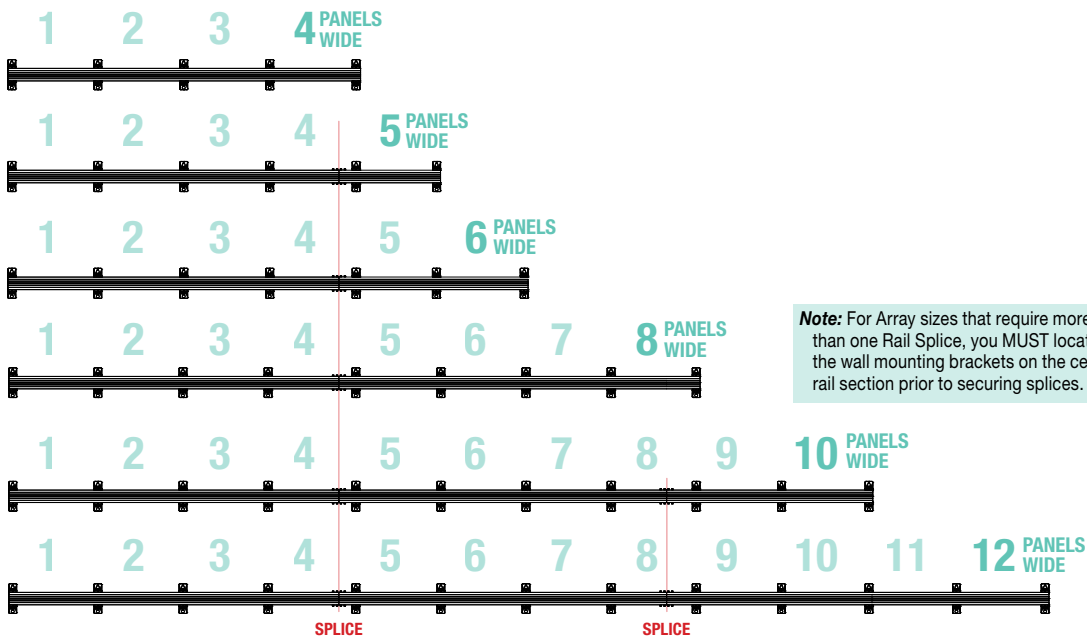 1 2 3 4 PANELS
WIDE
1 2 3 4 5 PANELS
WIDE
1 2 3 4 5 6 PANELS
WIDE
1 2 3 4 5 6 7 8 PANELS
WIDE
Note: For Array sizes that require more
than one Rail Splice, you MUST locat
the wall mounting brackets on the ce
rail section prior to securing splices.
1 2 3 4 5 6 7 8 9 10 PANELS
WIDE
1 2 3 4 5 6 7 8 9 10 11 12 PANELS
WIDE
SPLICE SPLICE